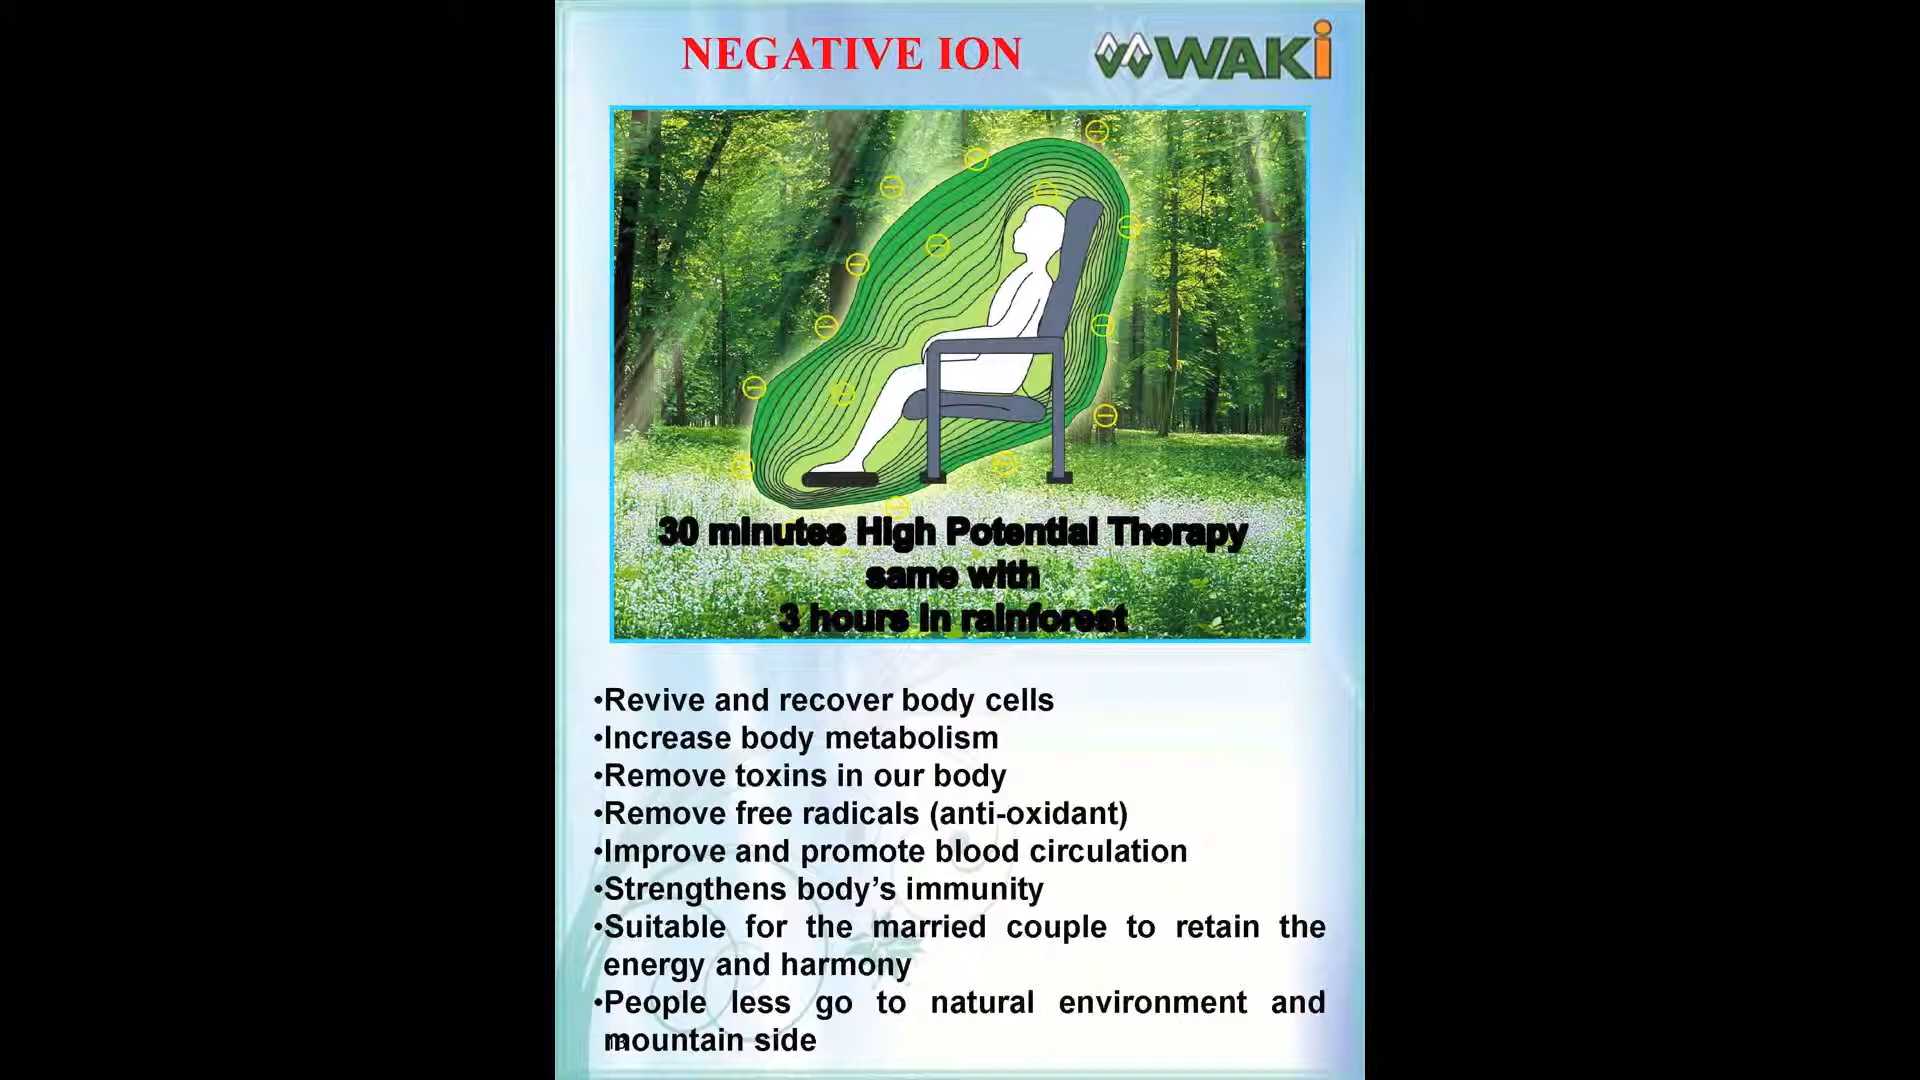 NEGATIVE ION
WAKi
30 minutes High Potential Therapy
same with
3 hours in rainforest
•Revive and recover body cells
•Increase body metabolism
•Remove toxins in our body
•Remove free radicals (anti-oxidant)
•Improve and promote blood circulation
•Strengthens body’s immunity
•Suitable for the married couple to retain the
energy and harmony
•People less go to natural environment and
mountain side